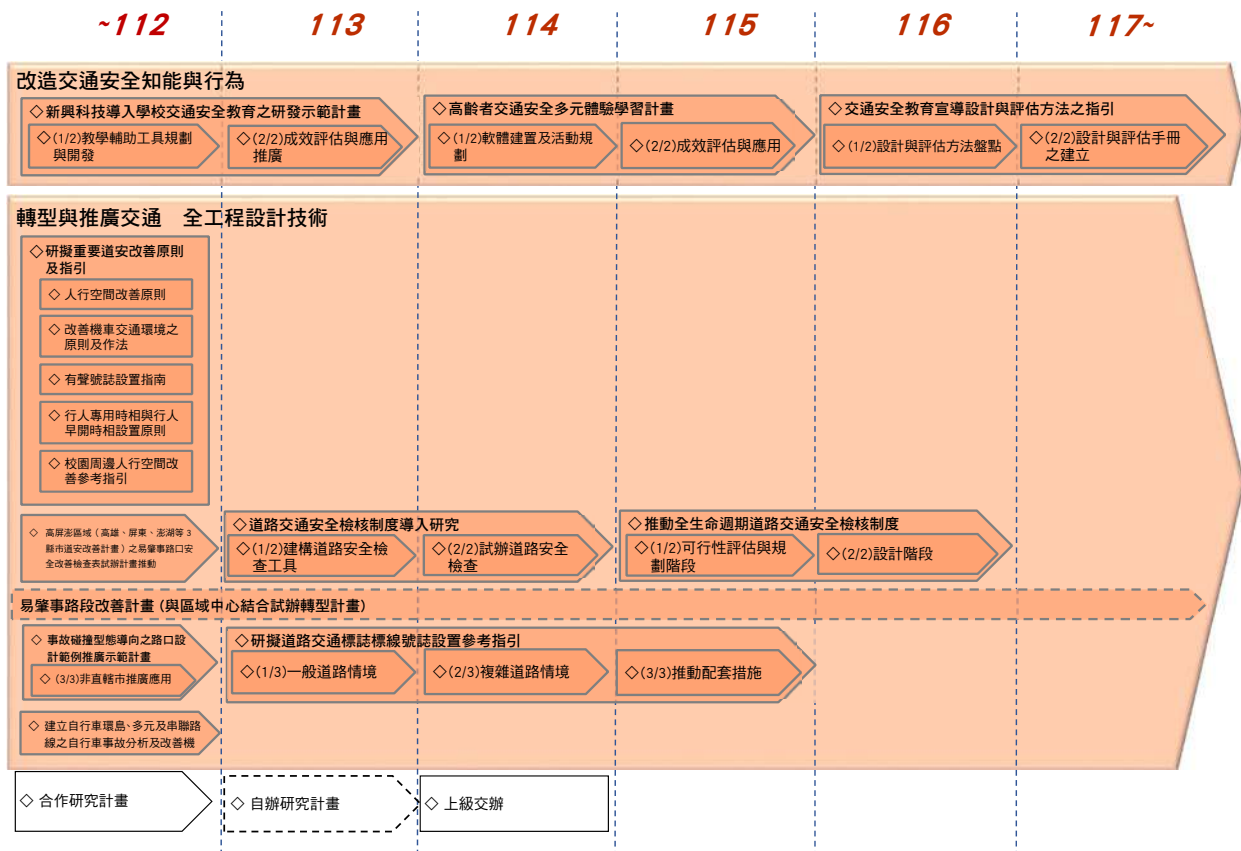 ~112
113
114
115
116
117~
改造交通安全知能與行為
◇新興科技導入學校交通安全教育之研發示範計畫
◇(1/2)教學輔助工具規劃
與開發
◇(2/2)成效評估與應用
推廣
◇高齡者交通安全多元體驗學習計畫
◇(1/2)軟體建置及活動規
劃
◇(2/2)成效評估與應用
◇交通安全教育宣導設計與評估方法之指引
◇(1/2)設計與評估方法盤點
◇(2/2)設計與評估手冊
之建立
轉型與推廣交通 全工程設計技術
◇研擬重要道安改善原則
及指引
◇人行空間改善原則
◇改善機車交通環境之
原則及作法
◇有聲號誌設置指南
◇行人專用時相與行人
早開時相設置原則
◇校園周邊人行空間改
善參考指引
◇ 高屏澎區域（高雄、屏東、澎湖等 3
縣市道安改善計畫）之易肇事路口安
全改善檢查表試辦計畫推動
◇道路交通安全檢核制度導入研究
◇(1/2)建構道路安全檢
查工具
◇(2/2)試辦道路安全
檢查
◇推動全生命週期道路交通安全檢核制度
◇(1/2)可行性評估與規
劃階段
◇(2/2)設計階段
易肇事路段改善計畫 (與區域中心結合試辦轉型計畫)
◇ 事故碰撞型態導向之路口設
計範例推廣示範計畫
◇ (3/3)非直轄市推廣應用
◇研擬道路交通標誌標線號誌設置參考指引
◇(1/3)一般道路情境
◇(2/3)複雜道路情境
◇(3/3)推動配套措施
◇ 建立自行車環島、多元及串聯路
線之自行車事故分析及改善機
◇ 合作研究計畫
◇ 自辦研究計畫
◇ 上級交辦